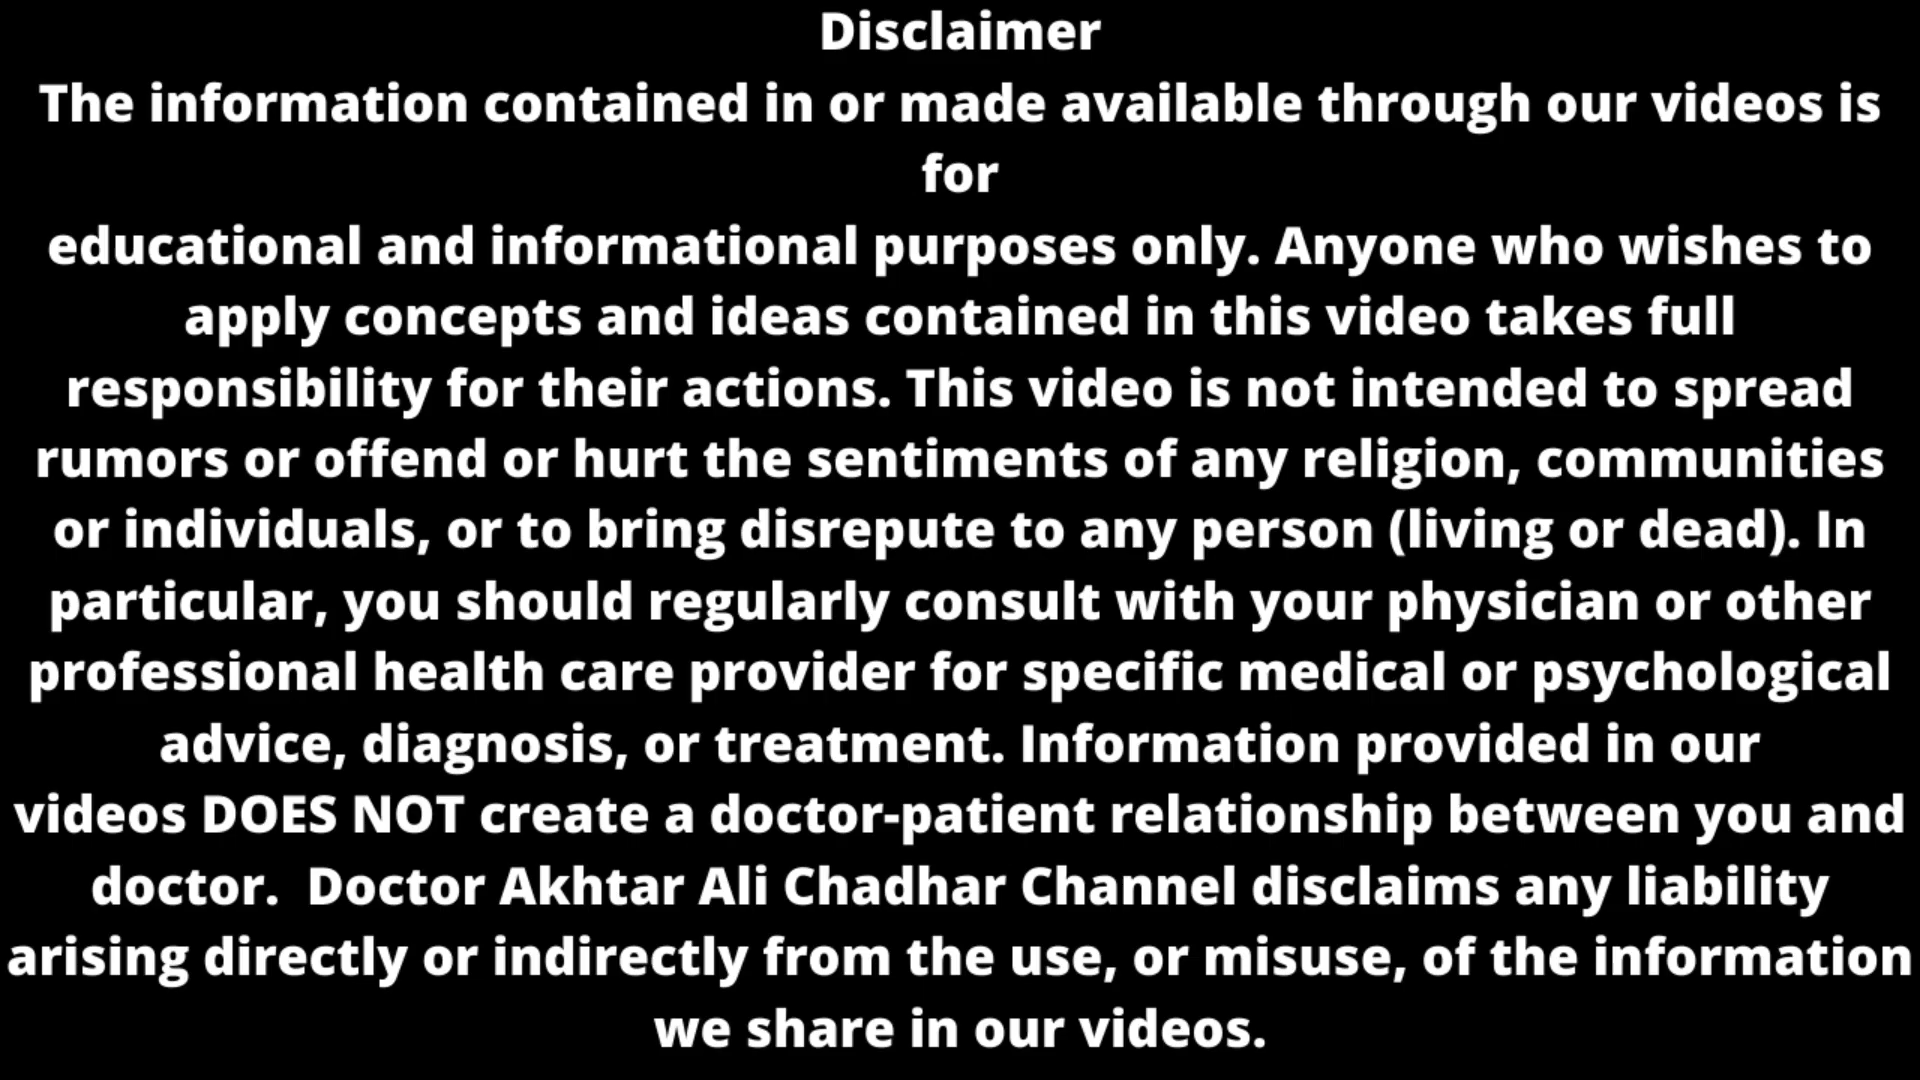 Disclaimer
The information contained in or made available through our videos is
for
educational and informational purposes only. Anyone who wishes to
apply concepts and ideas contained in this video takes full
responsibility for their actions. This video is not intended to spread
rumors or offend or hurt the sentiments of any religion, communities
or individuals, or to bring disrepute to any person (living or dead). In
particular, you should regularly consult with your physician or other
professional health care provider for specific medical or psychological
advice, diagnosis, or treatment. Information provided in our
videos DOES NOT create a doctor-patient relationship between you and
doctor.  Doctor Akhtar Ali Chadhar Channel disclaims any liability
arising directly or indirectly from the use, or misuse, of the information
we share in our videos.